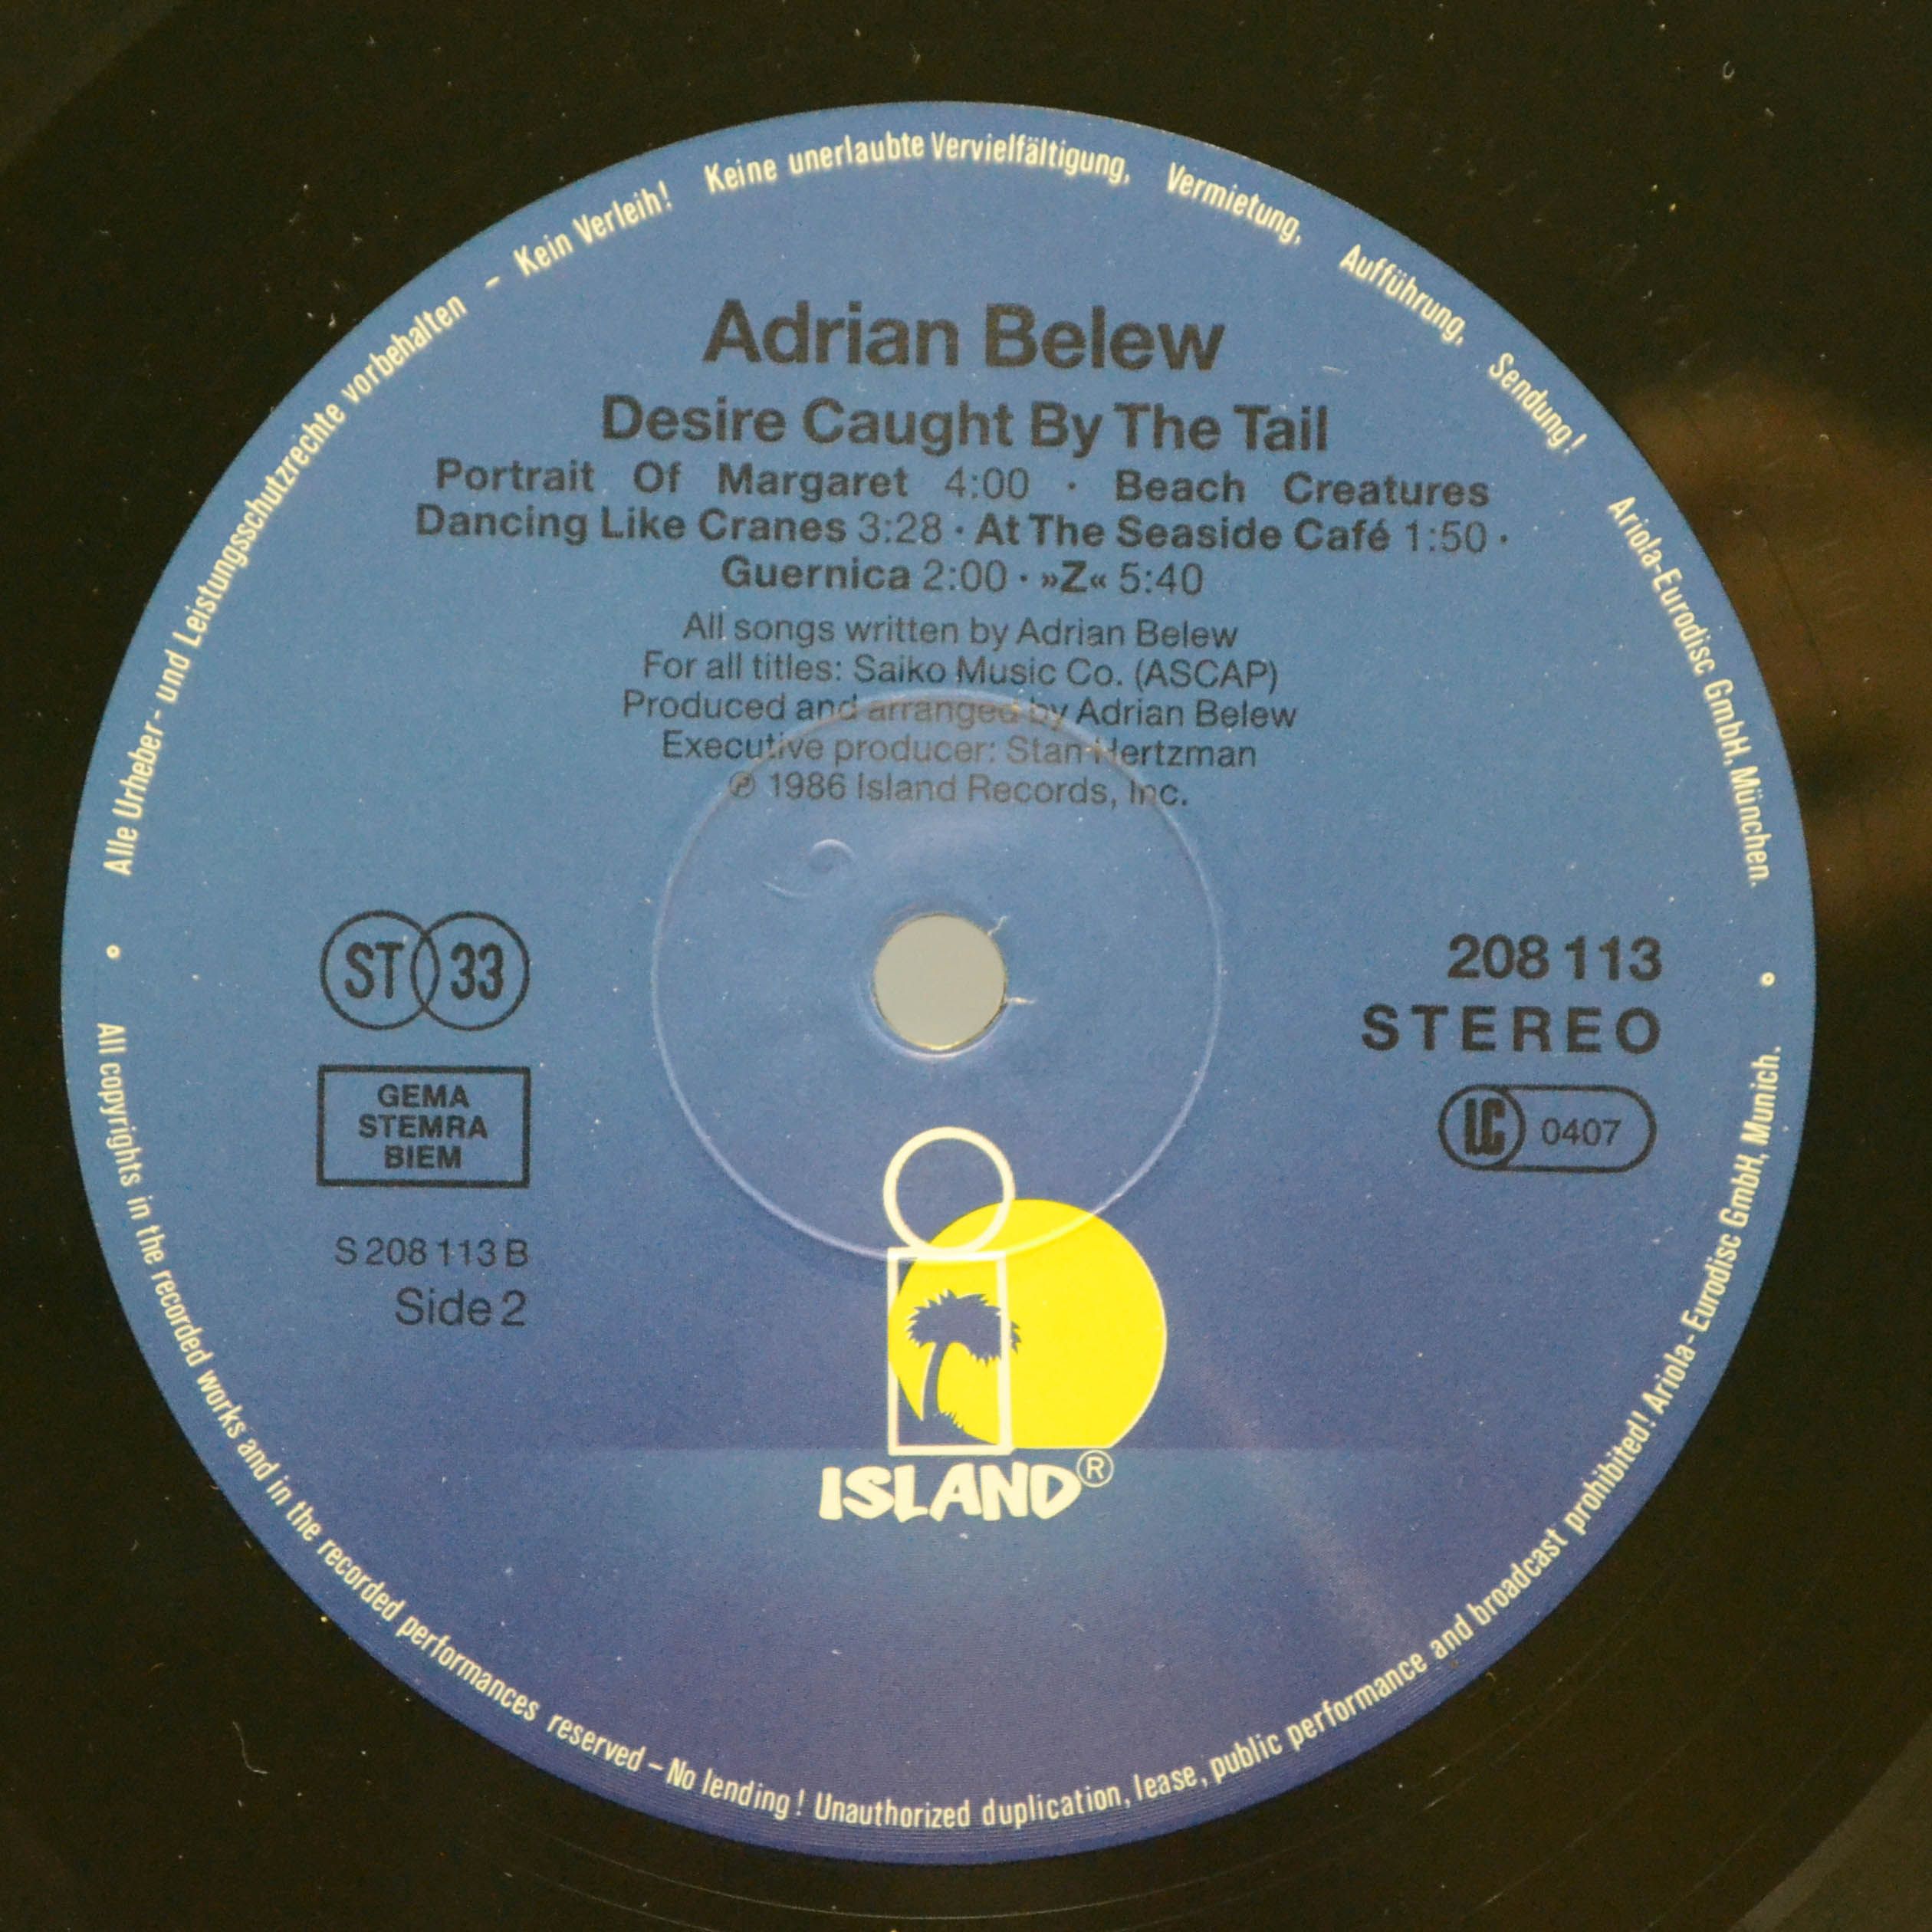 Alle Urheber- und Leistungsschutzrechte vorbehalten - Kein Verleih! Keine unerlaubte Vervielfältigung, Vermietung, Aufführung, Sendung! Ariola-Eurodisc GmbH, München.
Adrian Belew
Desire Caught By The Tail
Portrait Of Margaret 4:00 · Beach Creatures
Dancing Like Cranes 3:28 · At The Seaside Café 1:50 ·
Guernica 2:00 · »Z« 5:40
All songs written by Adrian Belew
For all titles: Saiko Music Co. (ASCAP)
Produced and arranged by Adrian Belew
Executive producer: Stan Hertzman
℗ 1986 Island Records, Inc.
ST 33
GEMA
STEMRA
BIEM
S 208 113 B
Side 2
208 113
STEREO
LC 0407
ISLAND®
All copyrights in the recorded works and in the recorded performances reserved – No lending! Unauthorized duplication, lease, public performance and broadcast prohibited! Ariola-Eurodisc GmbH, Munich.